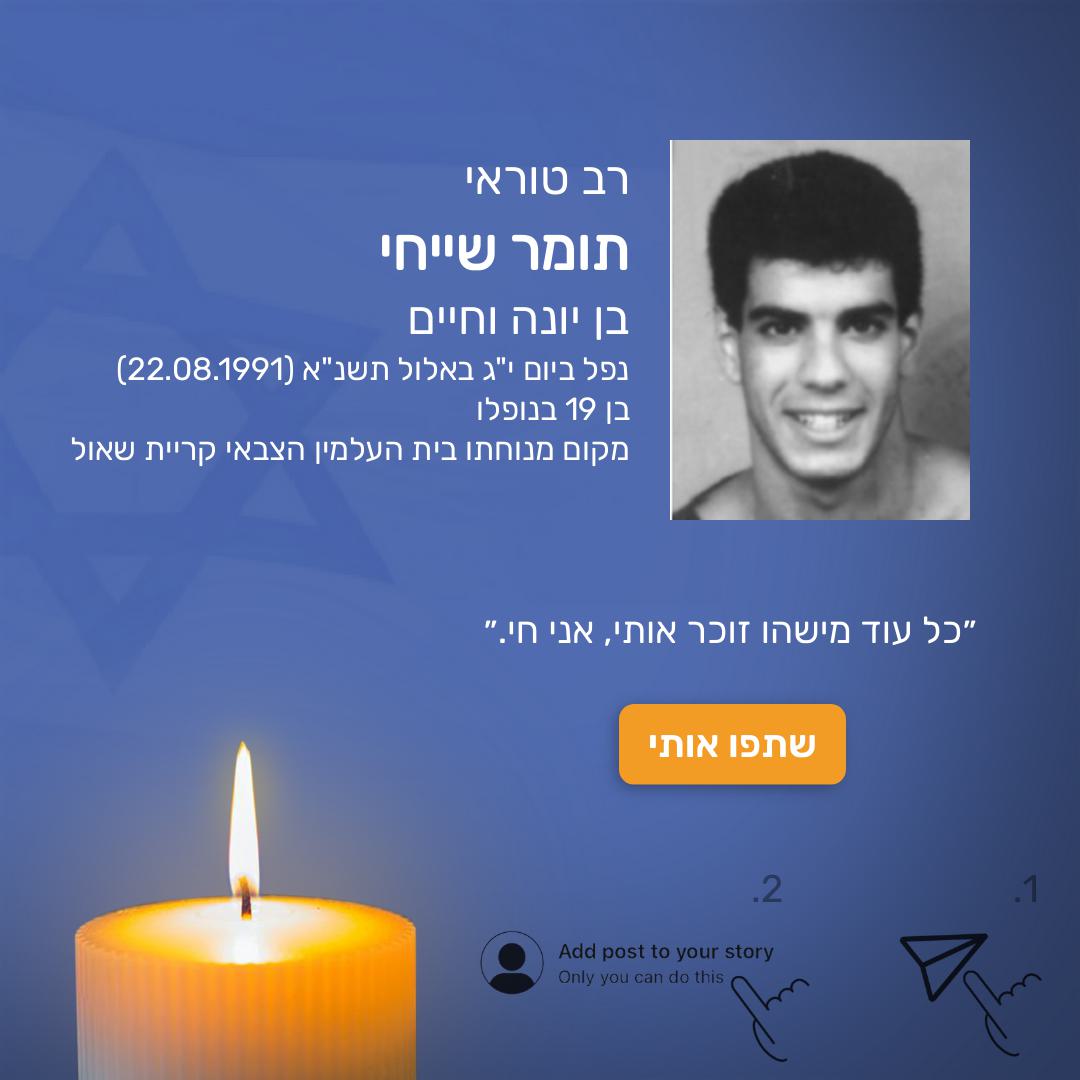 רב טוראי
תומר שייחי
בן יונה וחיים
נפל ביום י"ג באלול תשנ"א (22.08.1991)
בן 19 בנופלו
מקום מנוחתו בית העלמין הצבאי קריית שאול
״כל עוד מישהו זוכר אותי, אני חי.״
שתפו אותי
.1
.2
Add post to your story
Only you can do this